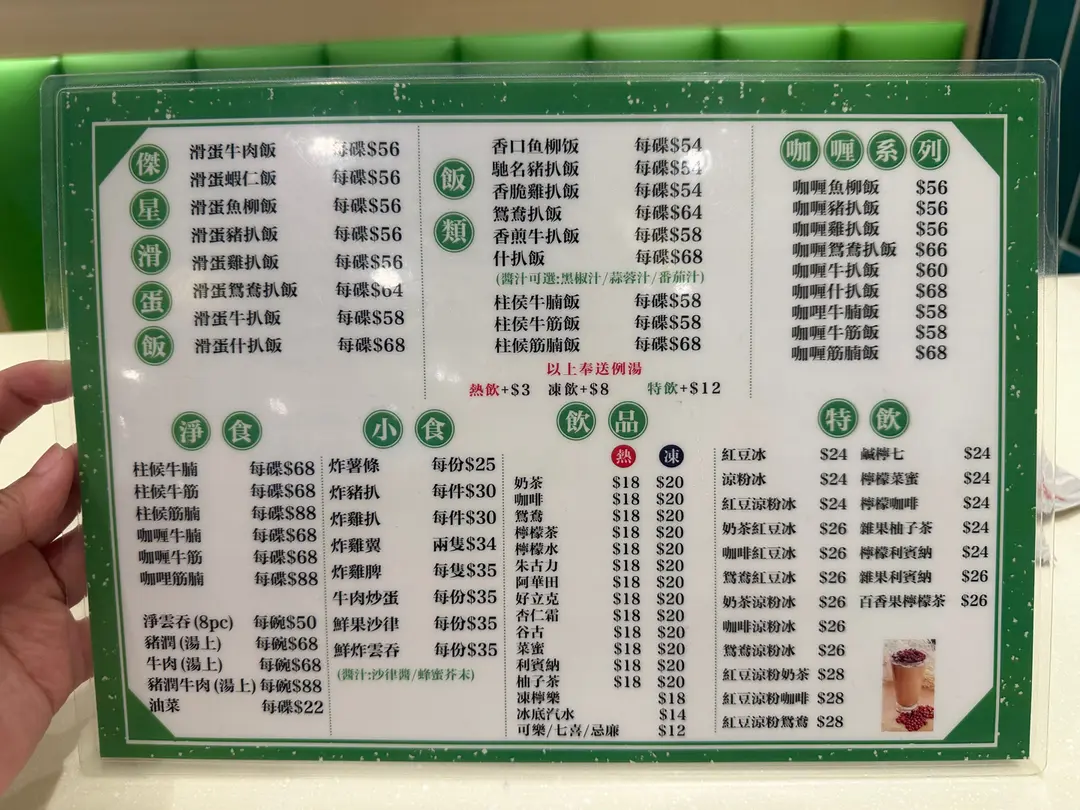 傑星滑蛋飯
滑蛋牛肉飯 每碟$56
滑蛋蝦仁飯 每碟$56
滑蛋魚柳飯 每碟$56
滑蛋豬扒飯 每碟$56
滑蛋雞扒飯 每碟$56
滑蛋鴛鴦扒飯 每碟$64
滑蛋牛扒飯 每碟$58
滑蛋什扒飯 每碟$68
飯類
香口魚柳饭 每碟$54
馳名豬扒飯 每碟$54
香脆雞扒飯 每碟$54
鴛鴦扒飯 每碟$64
香煎牛扒飯 每碟$58
什扒飯 每碟$68
(醬汁可選:黑椒汁/蒜蓉汁/番茄汁)
柱侯牛腩飯 每碟$58
柱侯牛筋飯 每碟$58
柱侯筋腩飯 每碟$68
以上奉送例湯
熱飲+$3 凍飲+$8 特飲+$12
咖喱系列
咖喱魚柳飯 $56
咖喱豬扒飯 $56
咖喱雞扒飯 $56
咖喱鴛鴦扒飯 $66
咖喱牛扒飯 $60
咖喱什扒飯 $68
咖哩牛腩飯 $58
咖喱牛筋飯 $58
咖喱筋腩飯 $68
淨食
柱候牛腩 每碟$68
柱候牛筋 每碟$68
柱候筋腩 每碟$88
咖喱牛腩 每碟$68
咖喱牛筋 每碟$68
咖哩筋腩 每碟$88
淨雲吞(8pc) 每碗$50
豬潤(湯上) 每碗$68
牛肉(湯上) 每碗$68
豬潤牛肉(湯上) 每碗$88
油菜 每碟$22
小食
炸薯條 每份$25
炸豬扒 每件$30
炸雞扒 每件$30
炸雞翼 兩隻$34
炸雞脾 每隻$35
牛肉炒蛋 每份$35
鮮果沙律 每份$35
鮮炸雲吞 每份$35
(醬汁:沙律醬/蜂蜜芥末)
飲品
熱 凍
奶茶 $18 $20
咖啡 $18 $20
鴛鴦 $18 $20
檸檬茶 $18 $20
檸檬水 $18 $20
朱古力 $18 $20
阿華田 $18 $20
好立克 $18 $20
杏仁霜 $18 $20
谷古 $18 $20
菜蜜 $18 $20
利賓納 $18 $20
柚子茶 $18 $20
凍檸樂 $18
冰底汽水 $14
可樂/七喜/忌廉 $12
特飲
紅豆冰 $24
涼粉冰 $24
紅豆涼粉冰 $24
奶茶紅豆冰 $26
咖啡紅豆冰 $26
鴛鴦紅豆冰 $26
奶茶涼粉冰 $26
咖啡涼粉冰 $26
鴛鴦涼粉冰 $26
紅豆涼粉奶茶 $28
紅豆涼粉咖啡 $28
紅豆涼粉鴛鴦 $28
鹹檸七 $24
檸檬菜蜜 $24
檸檬咖啡 $24
雜果柚子茶 $24
檸檬利賓納 $24
雜果利賓納 $26
百香果檸檬茶 $26